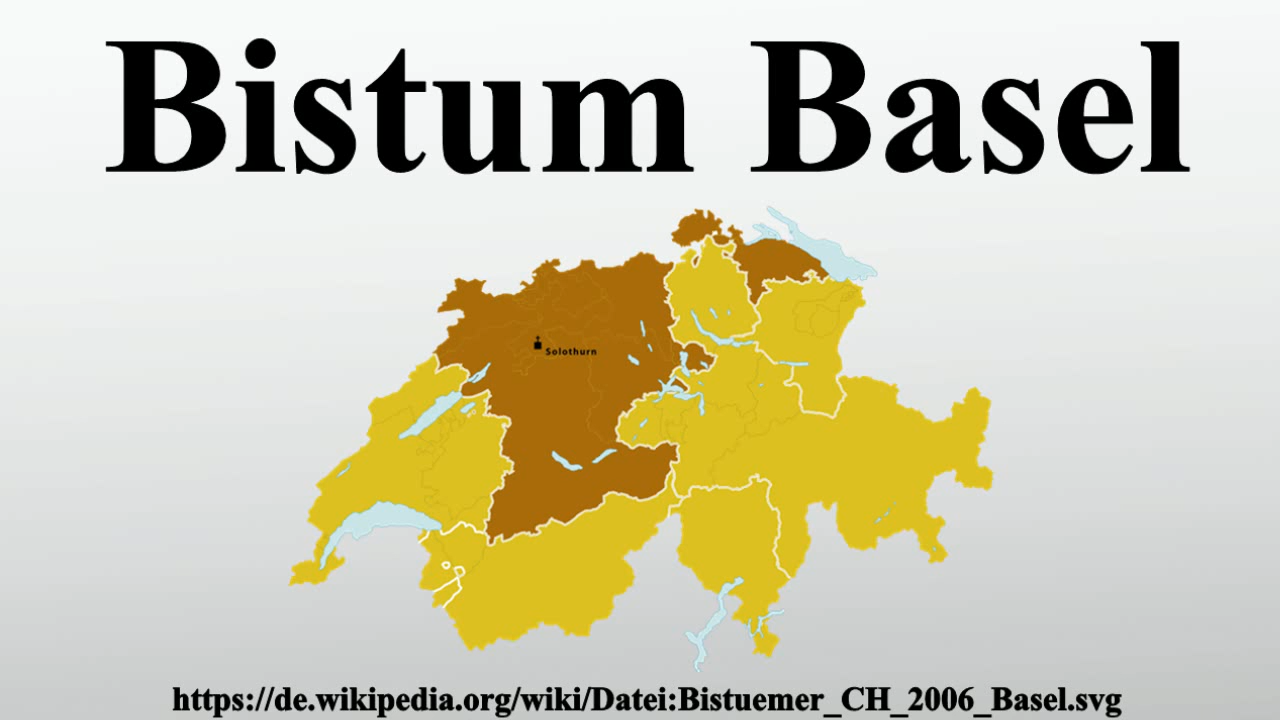 Bistum Basel
Solothurn
https://de.wikipedia.org/wiki/Datei:Bistuemer_CH_2006_Basel.svg